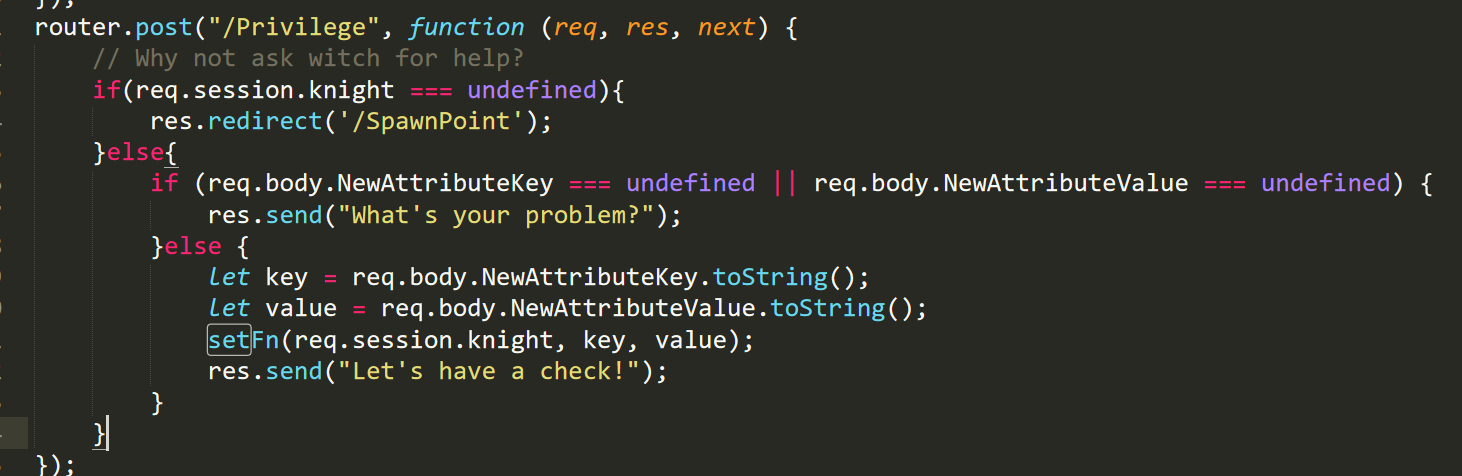 });
router.post("/Privilege", function (req, res, next) {
// Why not ask witch for help?
if(req.session.knight === undefined){
res.redirect('/SpawnPoint');
}else{
if (req.body.NewAttributeKey === undefined || req.body.NewAttributeValue === undefined) {
res.send("What's your problem?");
}else {
let key = req.body.NewAttributeKey.toString();
let value = req.body.NewAttributeValue.toString();
setFn(req.session.knight, key, value);
res.send("Let's have a check!");
}
}
});